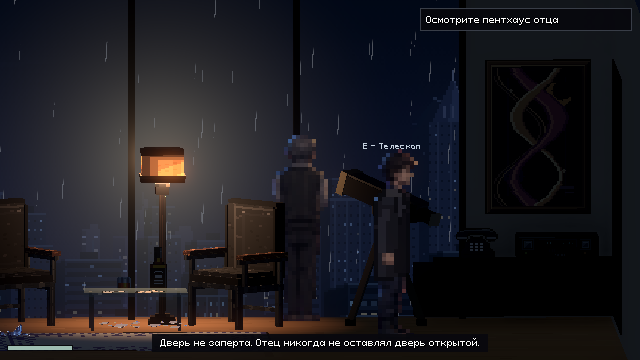 Осмотрите пентхаус отца
E - Телескоп
Дверь не заперта. Отец никогда не оставлял дверь открытой.